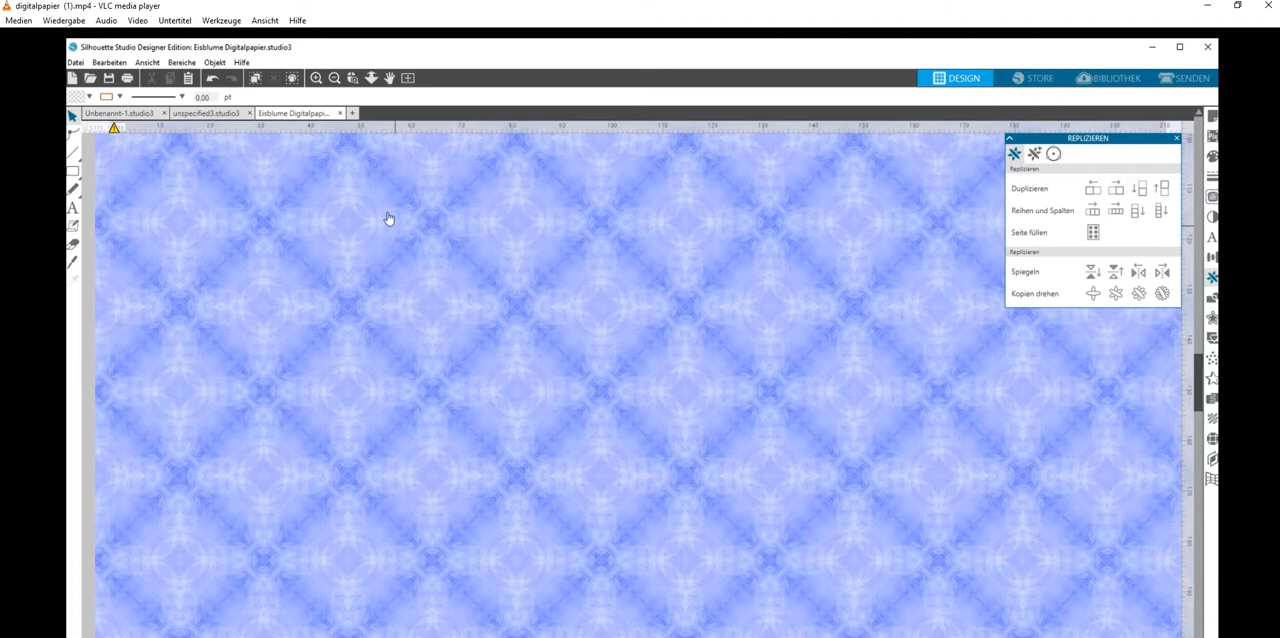 digitalpapier (1).mp4 - VLC media player
Medien Wiedergabe Audio Video Untertitel Werkzeuge Ansicht Hilfe
Silhouette Studio Designer Edition: Eisblume Digitalpapier.studio3
Datei Bearbeiten Ansicht Bereiche Objekt Hilfe
DESIGN STORE BIBLIOTHEK SENDEN
0.00 pt
Unbenannt-1.studio3 unspecified3.studio3 Eisblume Digitalpapi...
REPLIZIEREN
Replizieren
Duplizieren
Reihen und Spalten
Seite füllen
Replizieren
Spiegeln
Kopien drehen